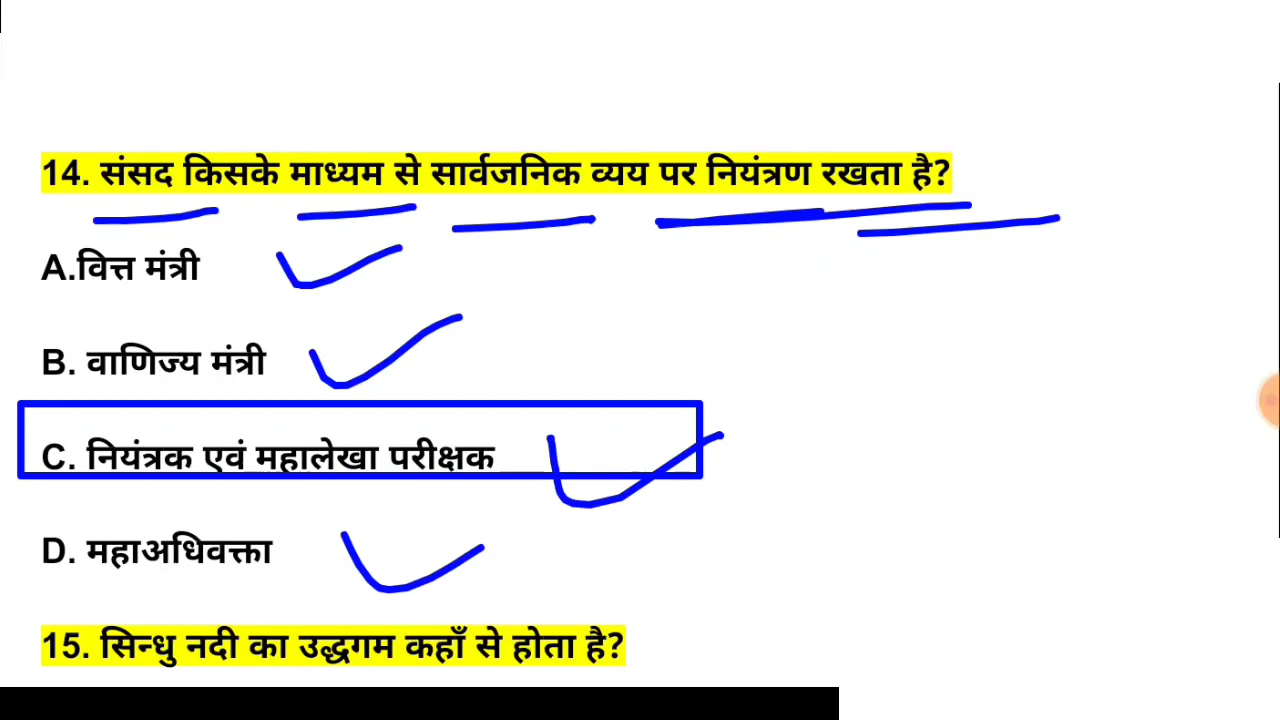 14. संसद किसके माध्यम से सार्वजनिक व्यय पर नियंत्रण रखता है?
A.वित्त मंत्री
B. वाणिज्य मंत्री
C. नियंत्रक एवं महालेखा परीक्षक
D. महाअधिवक्ता
15. सिन्धु नदी का उद्धगम कहाँ से होता है?